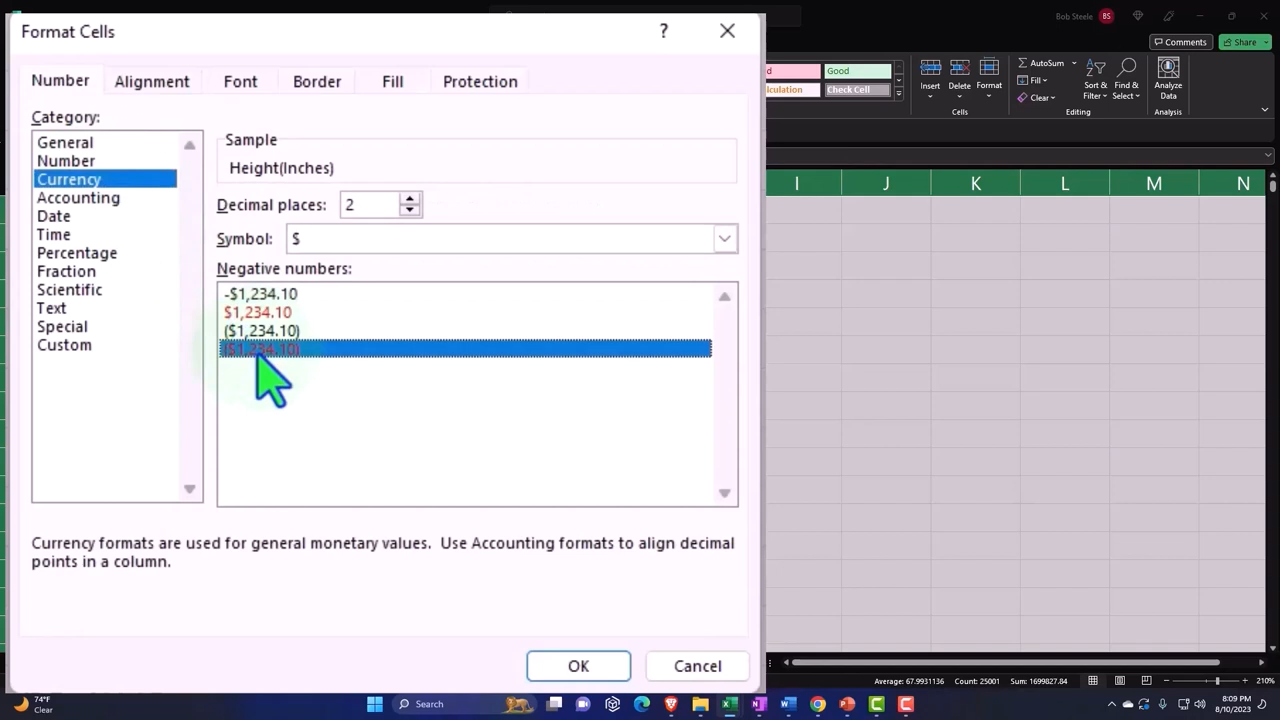 Format Cells
?
Bob Steele BS
Comments Share
Number Alignment Font Border Fill Protection
Good
Check Cell
Insert Delete Format
Cells
AutoSum
Fill
Clear
Sort & Filter
Find & Select
Editing
Analyze Data
Analysis
Category:
General
Number
Currency
Accounting
Date
Time
Percentage
Fraction
Scientific
Text
Special
Custom
Sample
Height(Inches)
Decimal places: 2
Symbol: $
Negative numbers:
-$1,234.10
$1,234.10
($1,234.10)
($1,234.10)
I J K L M N
Currency formats are used for general monetary values. Use Accounting formats to align decimal
points in a column.
OK Cancel
Average: 67.9931136 Count: 25001 Sum: 1699827.84 210%
74°F
Clear
Search
8:09 PM
8/10/2023